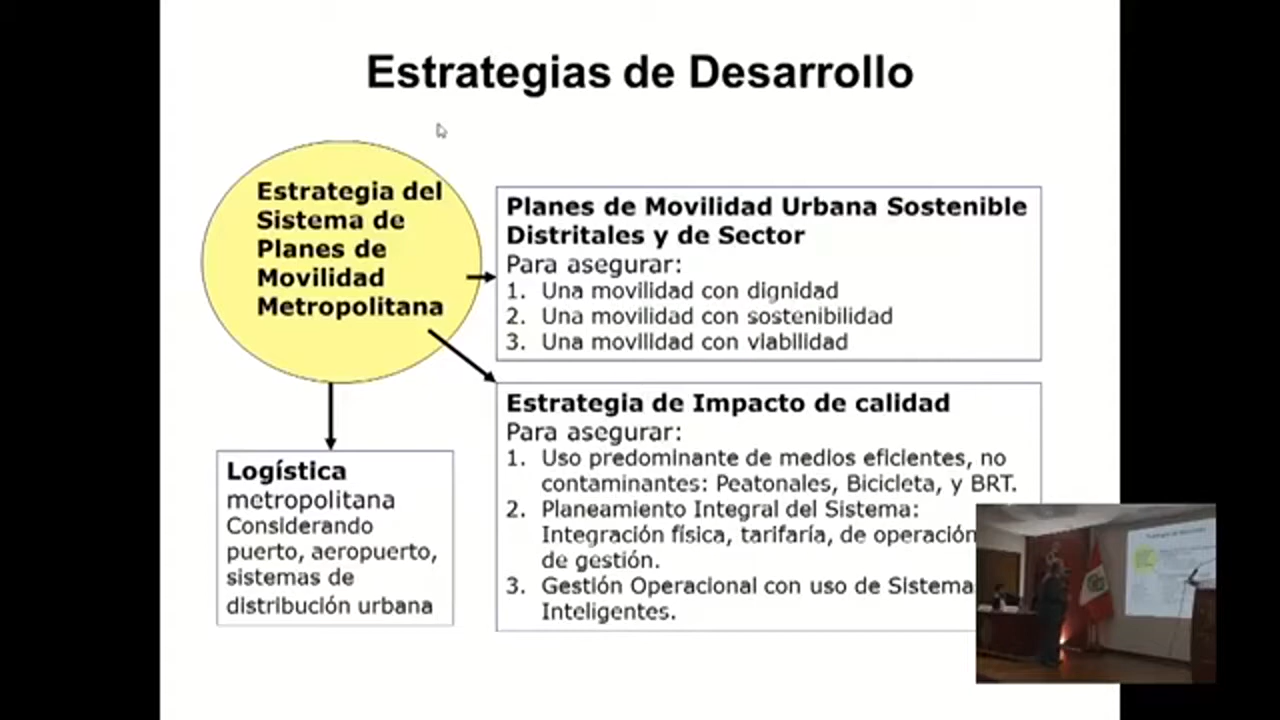 Estrategias de Desarrollo
Estrategia del
Sistema de
Planes de
Movilidad
Metropolitana
Planes de Movilidad Urbana Sostenible
Distritales y de Sector
Para asegurar:
1. Una movilidad con dignidad
2. Una movilidad con sostenibilidad
3. Una movilidad con viabilidad
Estrategia de Impacto de calidad
Para asegurar:
1. Uso predominante de medios eficientes, no
contaminantes: Peatonales, Bicicleta, y BRT.
2. Planeamiento Integral del Sistema:
Integración física, tarifaría, de operación
de gestión.
3. Gestión Operacional con uso de Sistema
Inteligentes.
Logística
metropolitana
Considerando
puerto, aeropuerto,
sistemas de
distribución urbana